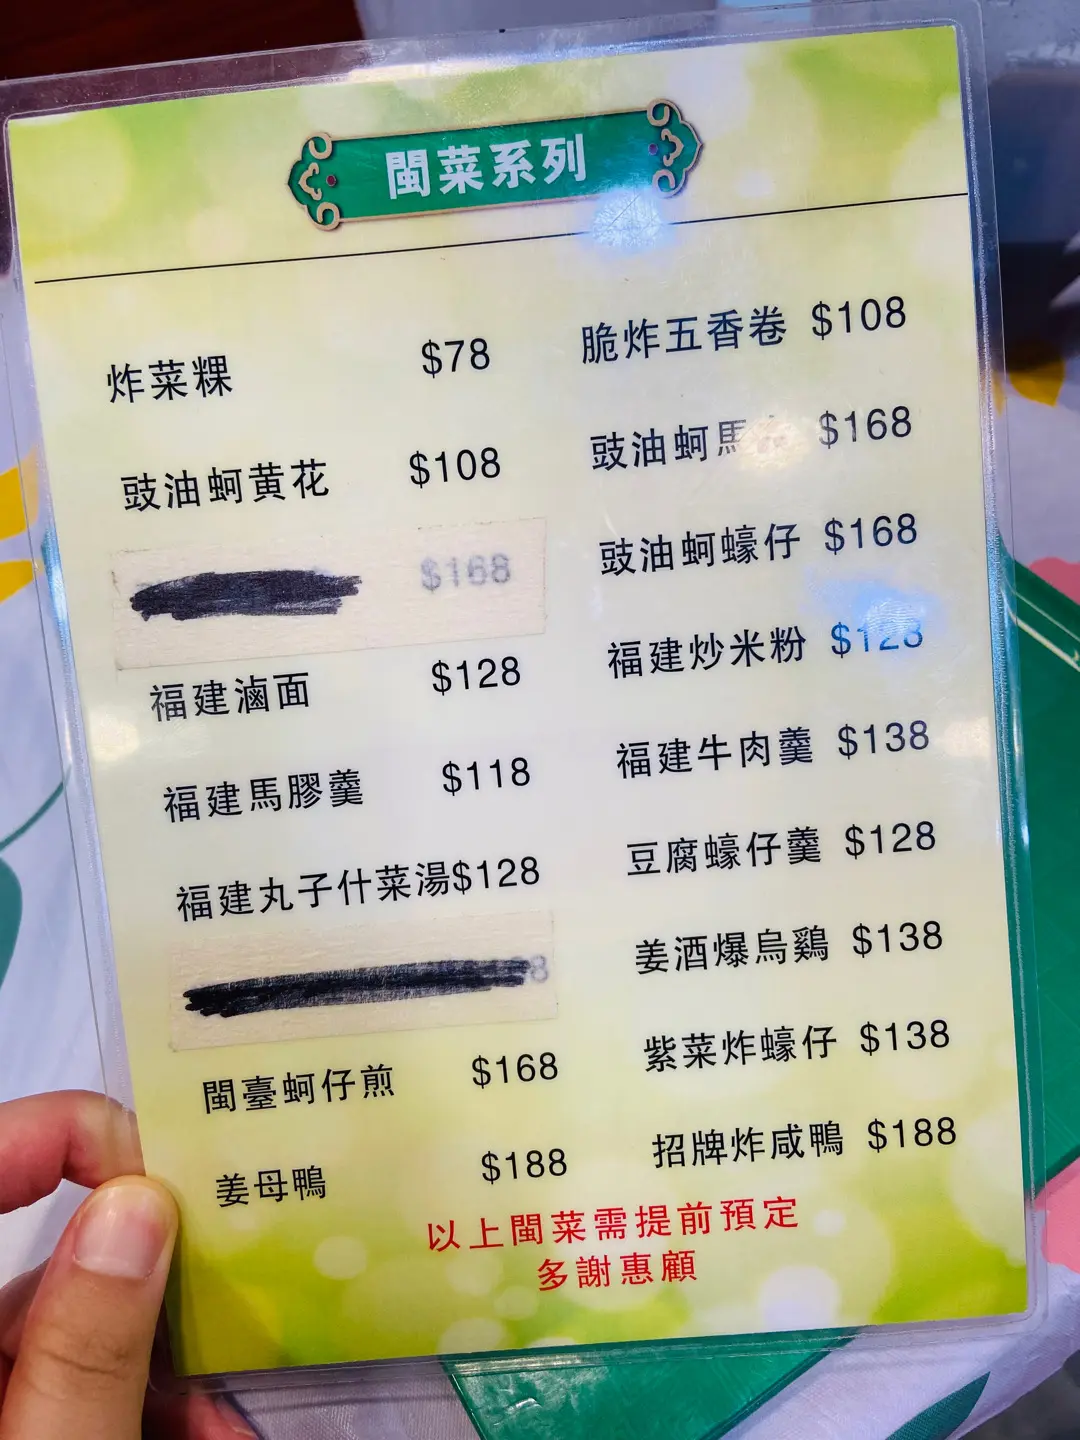 閩菜系列
炸菜粿 $78
脆炸五香卷 $108
豉油蚵黄花 $108
豉油蚵馬 $168
$168
豉油蚵蠔仔 $168
福建滷面 $128
福建炒米粉 $128
福建馬膠羹 $118
福建牛肉羹 $138
福建丸子什菜湯$128
豆腐蠔仔羹 $128
8
姜酒爆烏鷄 $138
閩臺蚵仔煎 $168
紫菜炸蠔仔 $138
姜母鴨 $188
招牌炸咸鴨 $188
以上閩菜需提前預定
多謝惠顧